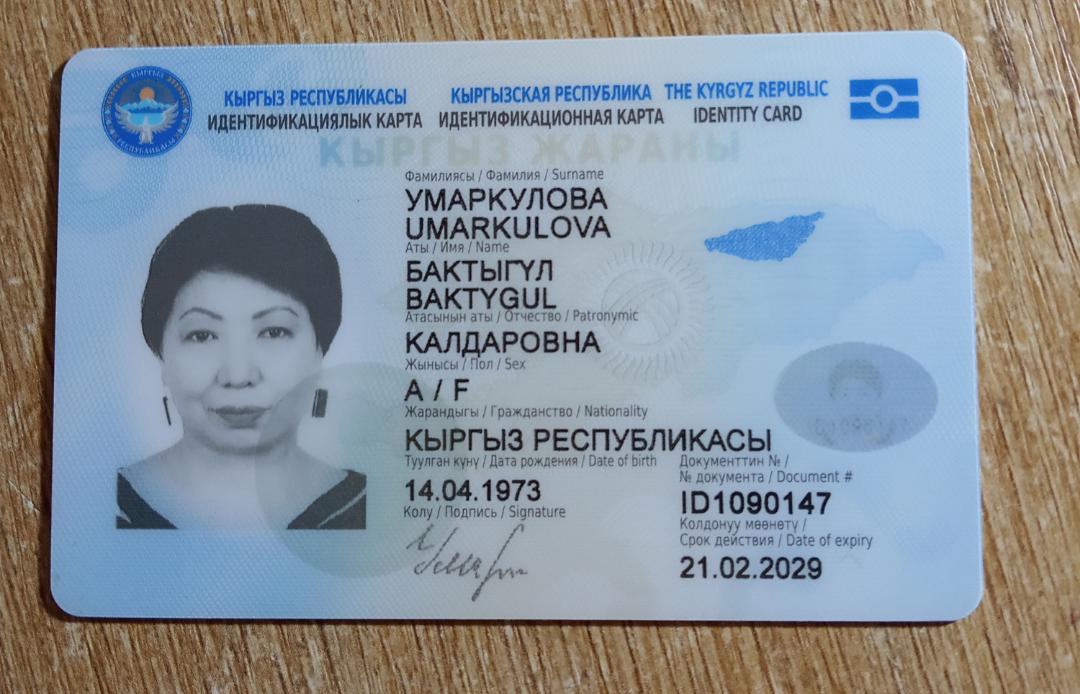 КЫРГЫЗ РЕСПУБЛИКАСЫ КЫРГЫЗСКАЯ РЕСПУБЛИКА THE KYRGYZ REPUBLIC
ИДЕНТИФИКАЦИЯЛЫК КАРТА ИДЕНТИФИКАЦИОННАЯ КАРТА IDENTITY CARD
КЫРГЫЗ ЖАРАНЫ
Фамилиясы / Фамилия / Surname
УМАРКУЛОВА
UMARKULOVA
Аты / Имя / Name
БАКТЫГҮЛ
BAKTYGUL
Атасынын аты / Отчество / Patronymic
КАЛДАРОВНА
Жынысы / Пол / Sex
А / F
Жарандыгы / Гражданство / Nationality
КЫРГЫЗ РЕСПУБЛИКАСЫ
Туулган күнү / Дата рождения / Date of birth
14.04.1973
Документтин № /
№ документа / Document #
ID1090147
Колу / Подпись / Signature
Колдонуу мөөнөтү /
Срок действия / Date of expiry
21.02.2029